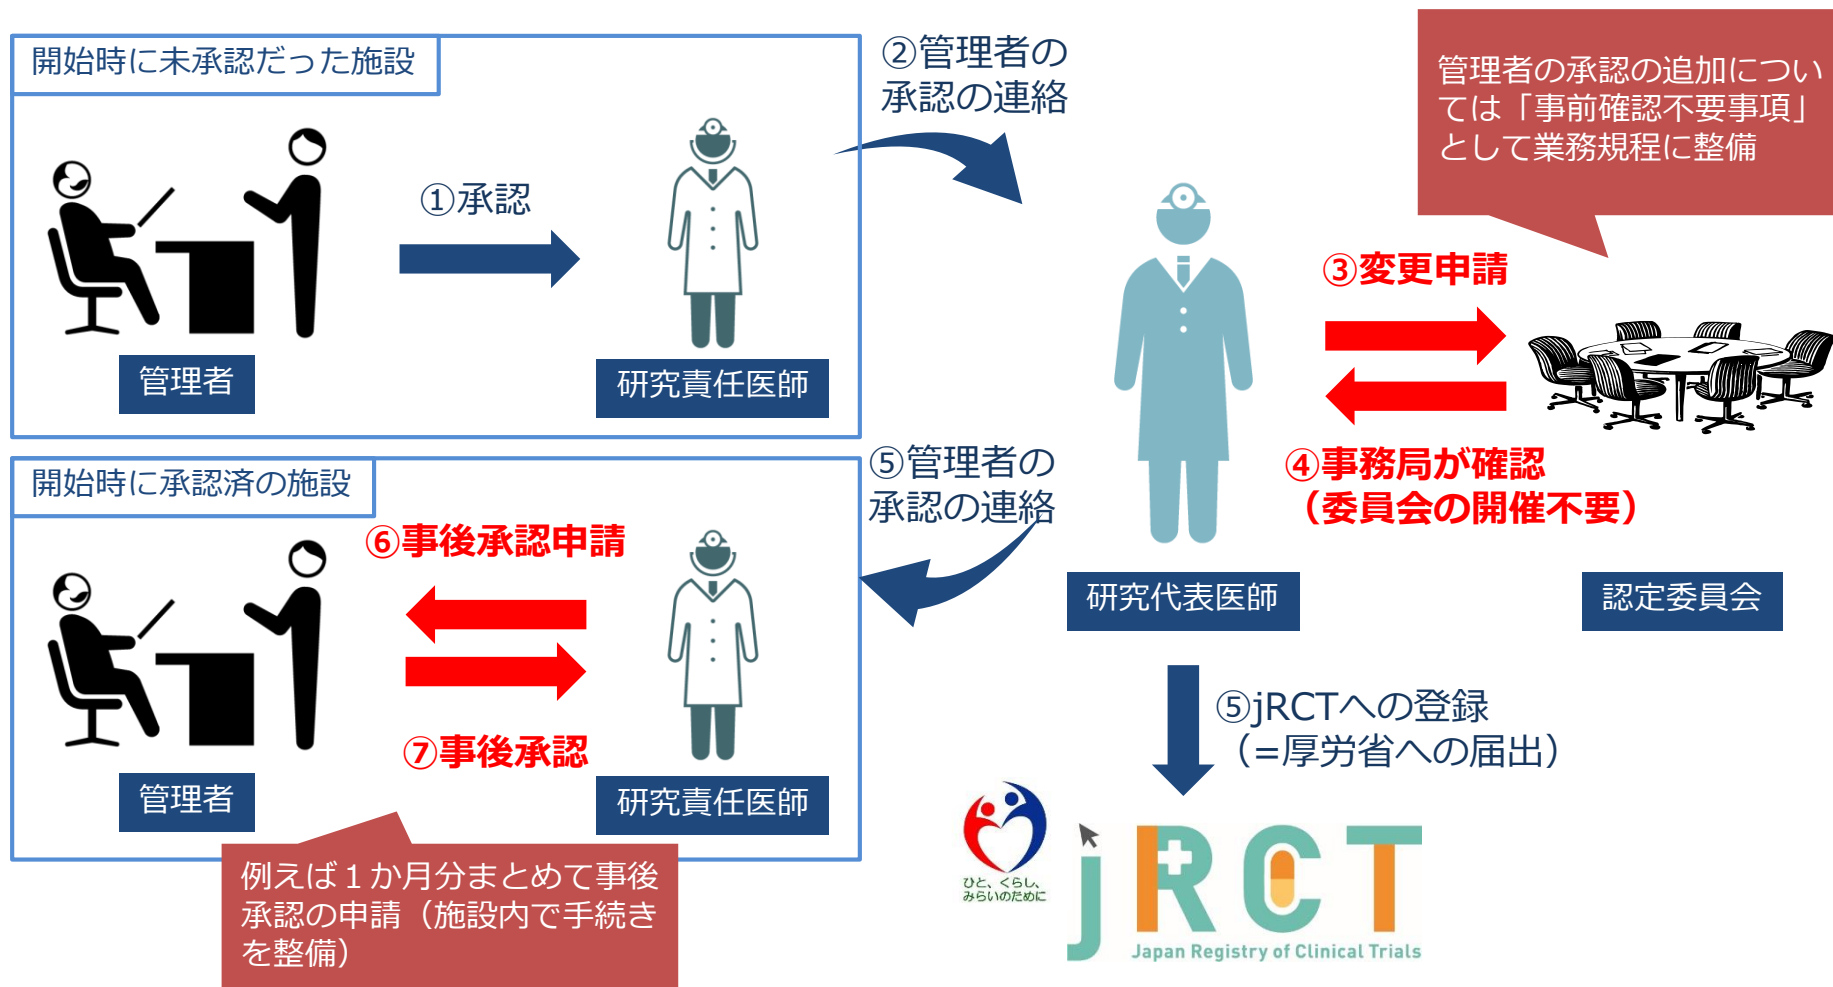 開始時に未承認だった施設
①承認
管理者
研究責任医師
②管理者の
承認の連絡
管理者の承認の追加につい
ては「事前確認不要事項」
として業務規程に整備
③変更申請
④事務局が確認
（委員会の開催不要）
研究代表医師
認定委員会
⑤管理者の
承認の連絡
開始時に承認済の施設
⑥事後承認申請
⑦事後承認
管理者
研究責任医師
例えば１か月分まとめて事後
承認の申請（施設内で手続き
を整備）
⑤jRCTへの登録
（=厚労省への届出）
ひと、くらし、
みらいのために
jRCT
Japan Registry of Clinical Trials